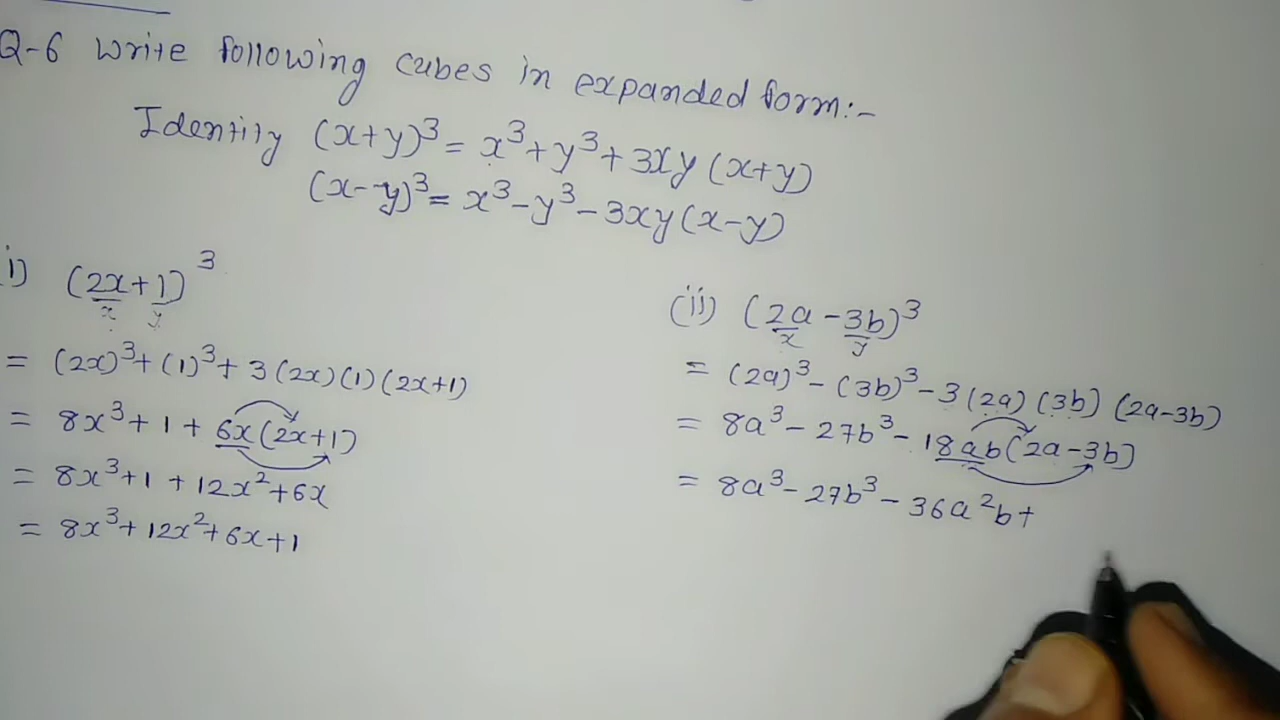 Q-6 Write following cubes in expanded form:-
Identity (x+y)³ = x³+y³+3xy(x+y)
(x-y)³ = x³-y³-3xy(x-y)
i) (2x+1)³
x y
= (2x)³+(1)³+3(2x)(1)(2x+1)
= 8x³+1+6x(2x+1)
= 8x³+1+12x²+6x
= 8x³+12x²+6x+1
(ii) (2a-3b)³
x y
= (2a)³-(3b)³-3(2a)(3b)(2a-3b)
= 8a³-27b³-18ab(2a-3b)
= 8a³-27b³-36a²b+